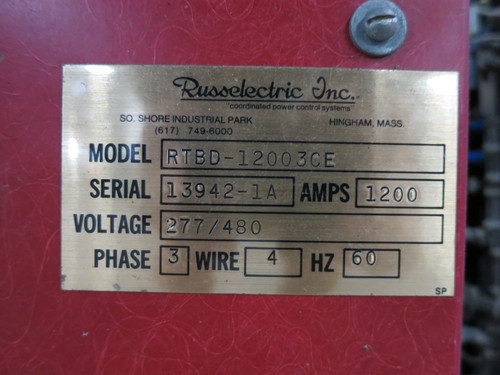 Russelectric Inc.
"coordinated power control systems"
SO. SHORE INDUSTRIAL PARK HINGHAM, MASS.
(617) 749-6000
MODEL RTBD-12003CE
SERIAL 13942-1A AMPS 1200
VOLTAGE 277/480
PHASE 3 WIRE 4 HZ 60
SP